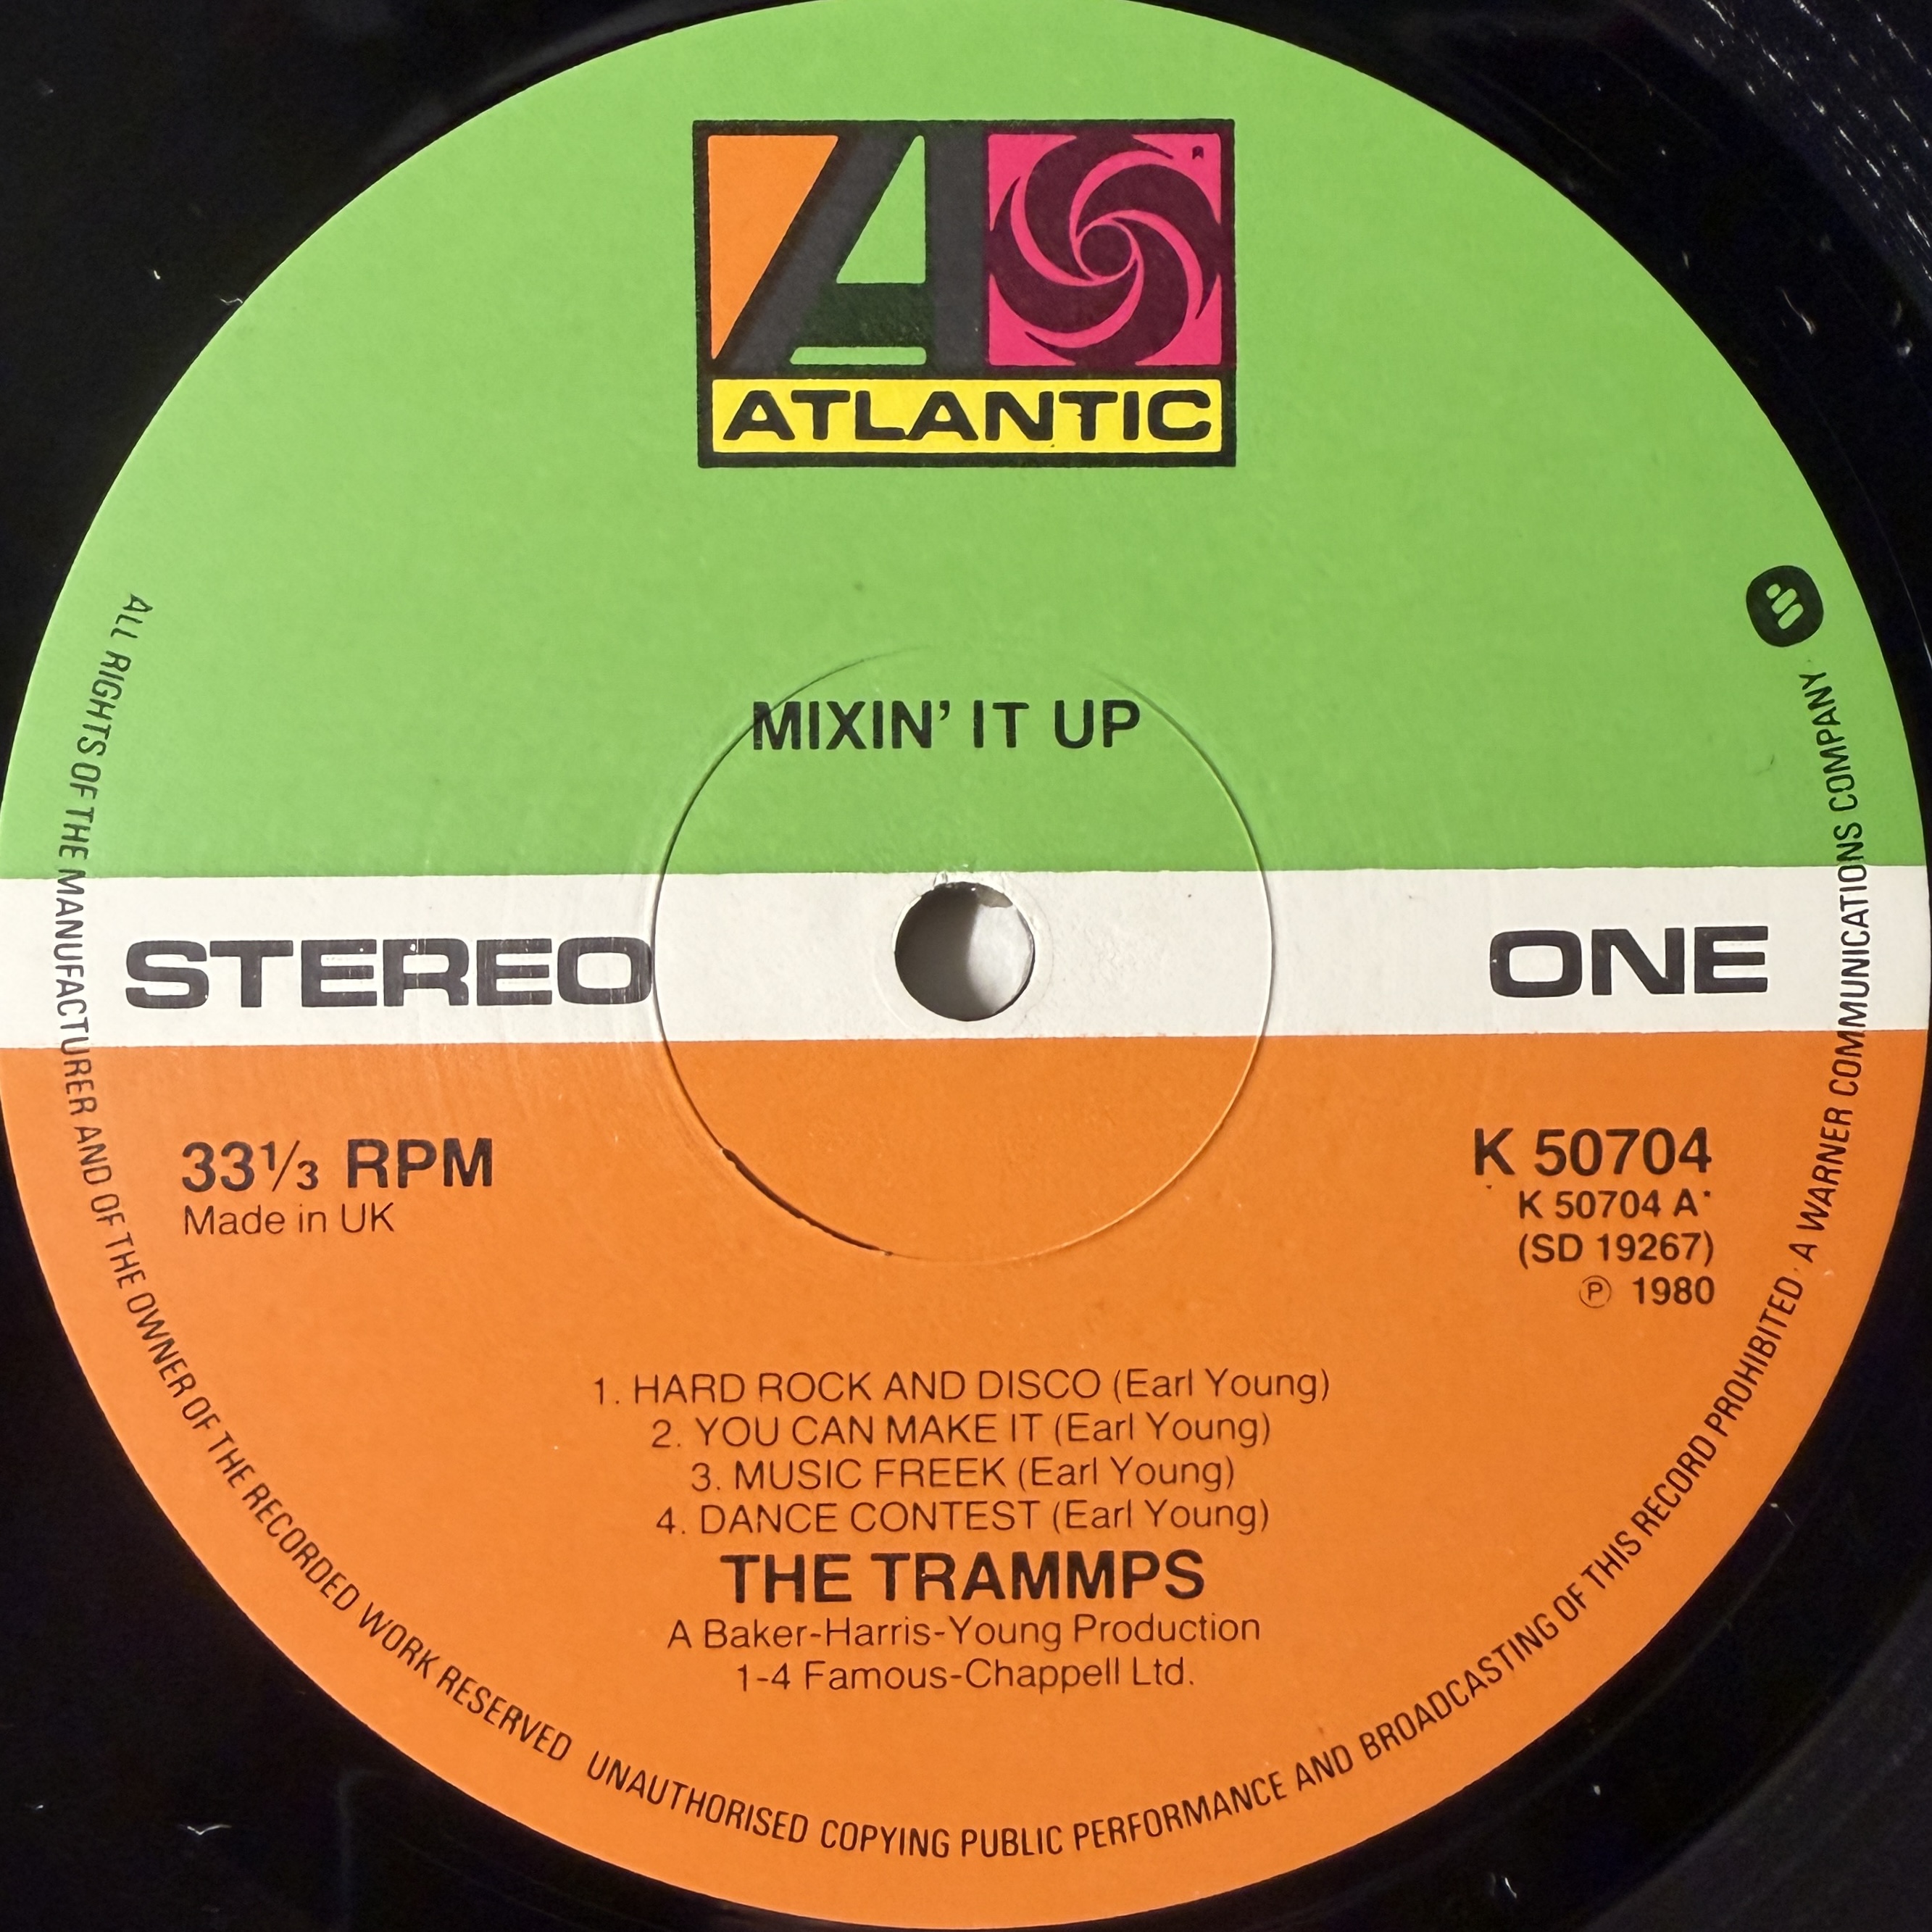 ATLANTIC
MIXIN' IT UP
STEREO
ONE
33⅓ RPM
Made in UK
K 50704
K 50704 A
(SD 19267)
Ⓟ 1980
1. HARD ROCK AND DISCO (Earl Young)
2. YOU CAN MAKE IT (Earl Young)
3. MUSIC FREEK (Earl Young)
4. DANCE CONTEST (Earl Young)
THE TRAMMPS
A Baker-Harris-Young Production
1-4 Famous-Chappell Ltd.
ALL RIGHTS OF THE MANUFACTURER AND OF THE OWNER OF THE RECORDED WORK RESERVED UNAUTHORISED COPYING PUBLIC PERFORMANCE AND BROADCASTING OF THIS RECORD PROHIBITED · A WARNER COMMUNICATIONS COMPANY ·